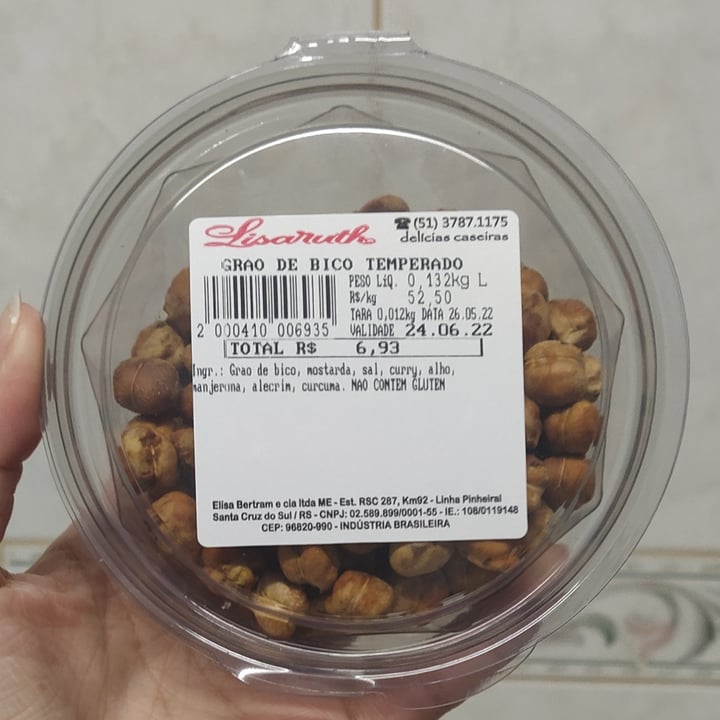 Lisaruth
☎(51) 3787.1175
delícias caseiras
GRAO DE BICO TEMPERADO
PESO LíQ. 0,132kg L
R$/kg 52,50
TARA 0,012kg DATA 26.05.22
VALIDADE 24.06.22
2 000410 006935
TOTAL R$ 6,93
Ingr.: Grao de bico, mostarda, sal, curry, alho,
manjerona, alecrim, curcuma. NAO CONTEM GLUTEN
Elisa Bertram e cia ltda ME - Est. RSC 287, Km92 - Linha Pinheiral
Santa Cruz do Sul / RS - CNPJ: 02.589.899/0001-55 - IE.: 108/0119148
CEP: 96820-990 - INDÚSTRIA BRASILEIRA